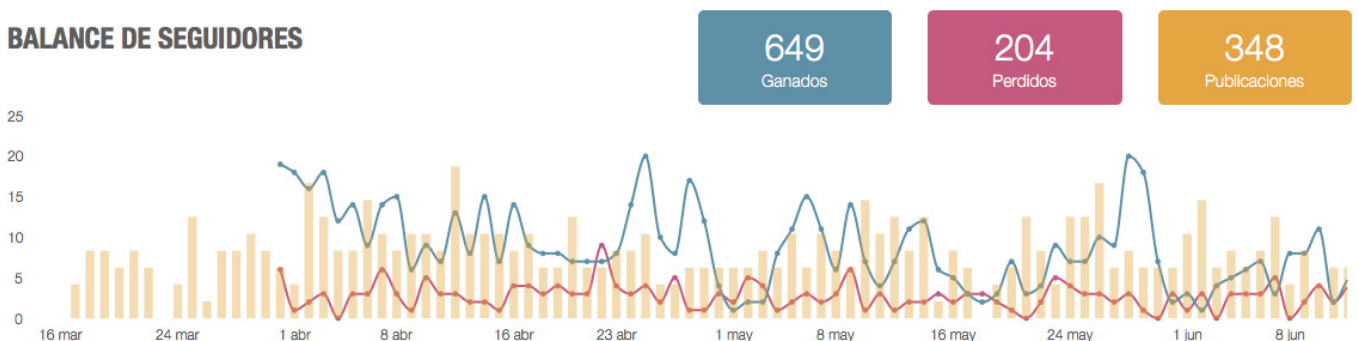 BALANCE DE SEGUIDORES
649
Ganados
204
Perdidos
348
Publicaciones
25
20
15
10
5
0
16 mar
24 mar
1 abr
8 abr
16 abr
23 abr
1 may
8 may
16 may
24 may
1 jun
8 jun